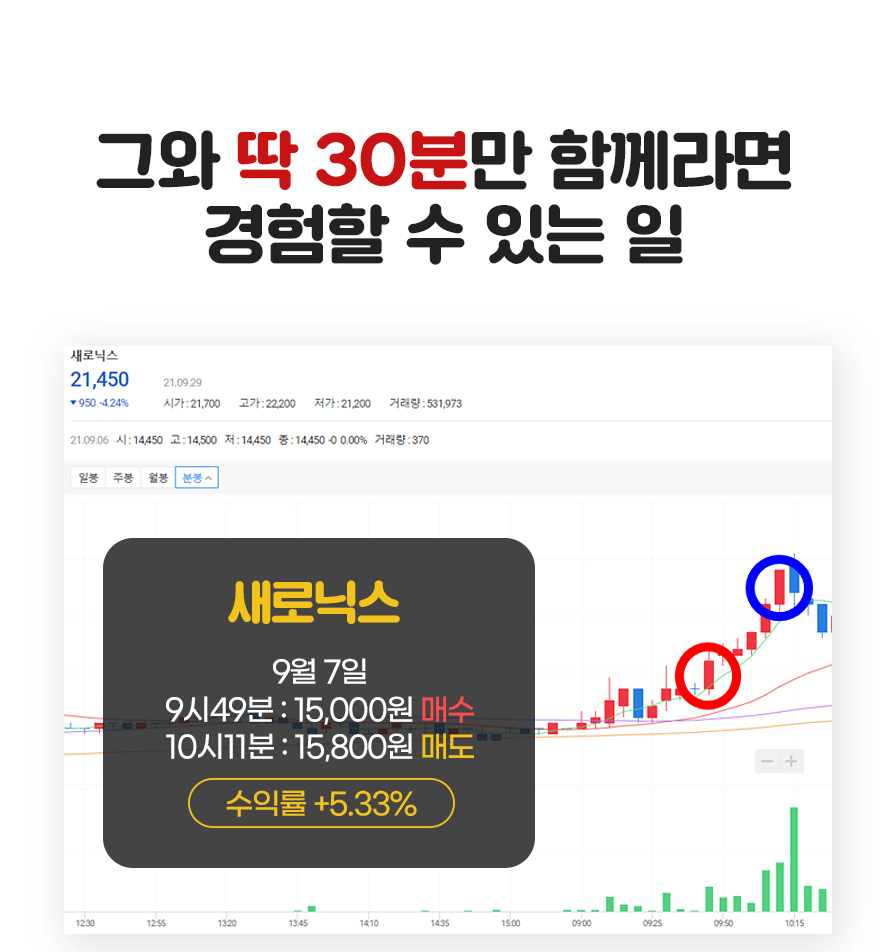 그와 딱 30분만 함께라면
경험할 수 있는 일
새로닉스
21,450 21.09.29
▼950 -4.24% 시가 : 21,700 고가 : 22,200 저가 : 21,200 거래량 : 531,973
21.09.06 시 : 14,450 고 : 14,500 저 : 14,450 종 : 14,450 -0 0.00% 거래량 : 370
일봉 주봉 월봉 분봉
새로닉스
9월 7일
9시49분 : 15,000원 매수
10시11분 : 15,800원 매도
수익률 +5.33%
12:30 12:55 13:20 13:45 14:10 14:35 15:00 09:00 09:25 09:50 10:15